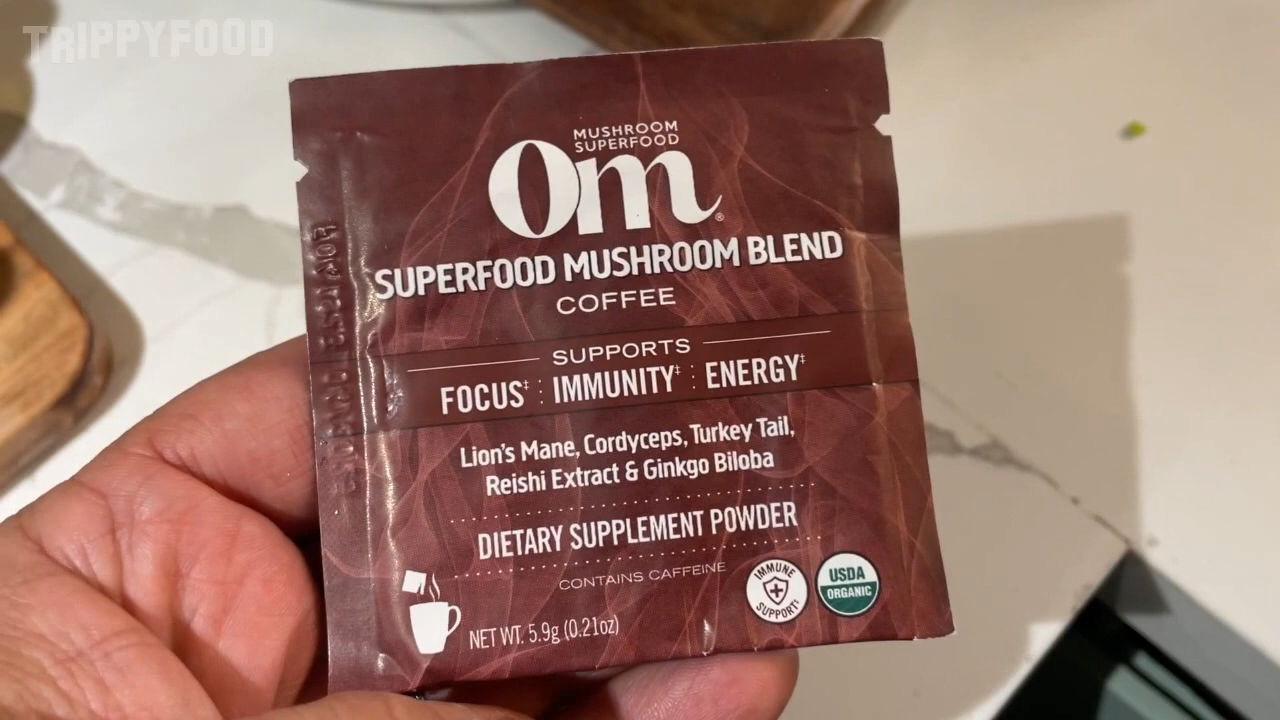 TRIPPYFOOD
MUSHROOM
SUPERFOOD
Om®
SUPERFOOD MUSHROOM BLEND
COFFEE
SUPPORTS
FOCUS‡ : IMMUNITY‡ : ENERGY‡
Lion's Mane, Cordyceps, Turkey Tail,
Reishi Extract & Ginkgo Biloba
DIETARY SUPPLEMENT POWDER
CONTAINS CAFFEINE
IMMUNE
SUPPORT!
USDA
ORGANIC
NET WT. 5.9g (0.21oz)